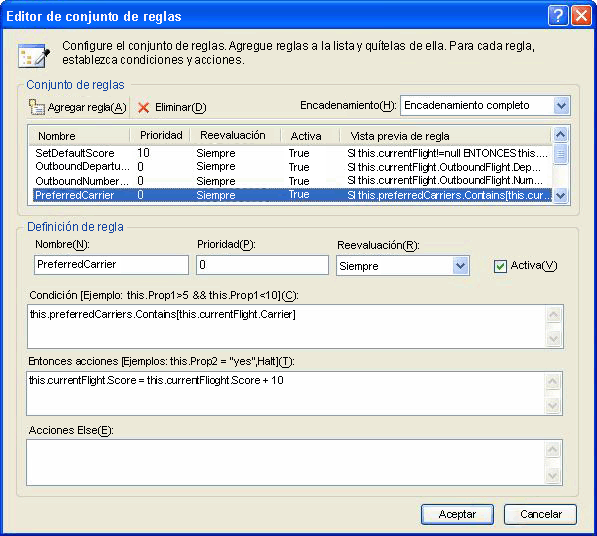 Editor de conjunto de reglas
Configure el conjunto de reglas. Agregue reglas a la lista y quítelas de ella. Para cada regla,
establezca condiciones y acciones.
Conjunto de reglas
Agregar regla(A) Eliminar(D) Encadenamiento(H): Encadenamiento completo
Nombre Prioridad Reevaluación Activa Vista previa de regla
SetDefaultScore 10 Siempre True SI this.currentFlight!=null ENTONCES this....
OutboundDepartu... 0 Siempre True SI this.currentFlight.OutboundFlight.Dep...
OutboundNumber... 0 Siempre True SI this.currentFlight.OutboundFlight.Num...
PreferredCarrier 0 Siempre True SI this.preferredCarriers.Contains[this.cur...
Definición de regla
Nombre(N): Prioridad(P): Reevaluación(R):
PreferredCarrier 0 Siempre Activa(V)
Condición [Ejemplo: this.Prop1>5 && this.Prop1<10](C):
this.preferredCarriers.Contains[this.currentFlight.Carrier]
Entonces acciones [Ejemplos: this.Prop2 = "yes",Halt](T):
this.currentFlight.Score = this.currentFlioght.Score + 10
Acciones Else(E):
Aceptar Cancelar